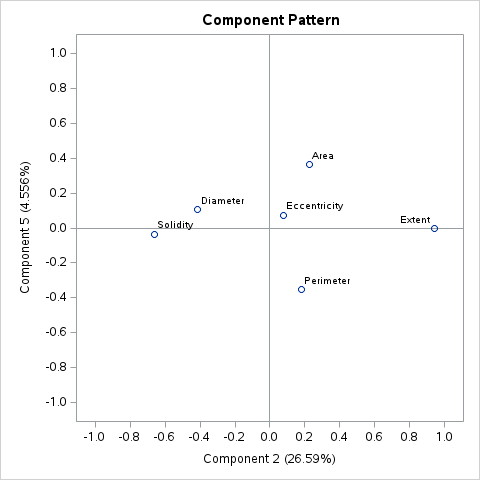 Component Pattern
1.0
0.8
0.6
0.4
0.2
0.0
-0.2
-0.4
-0.6
-0.8
-1.0
Component 5 (4.556%)
Area
Diameter
Eccentricity
Solidity
Extent
Perimeter
-1.0 -0.8 -0.6 -0.4 -0.2 0.0 0.2 0.4 0.6 0.8 1.0
Component 2 (26.59%)